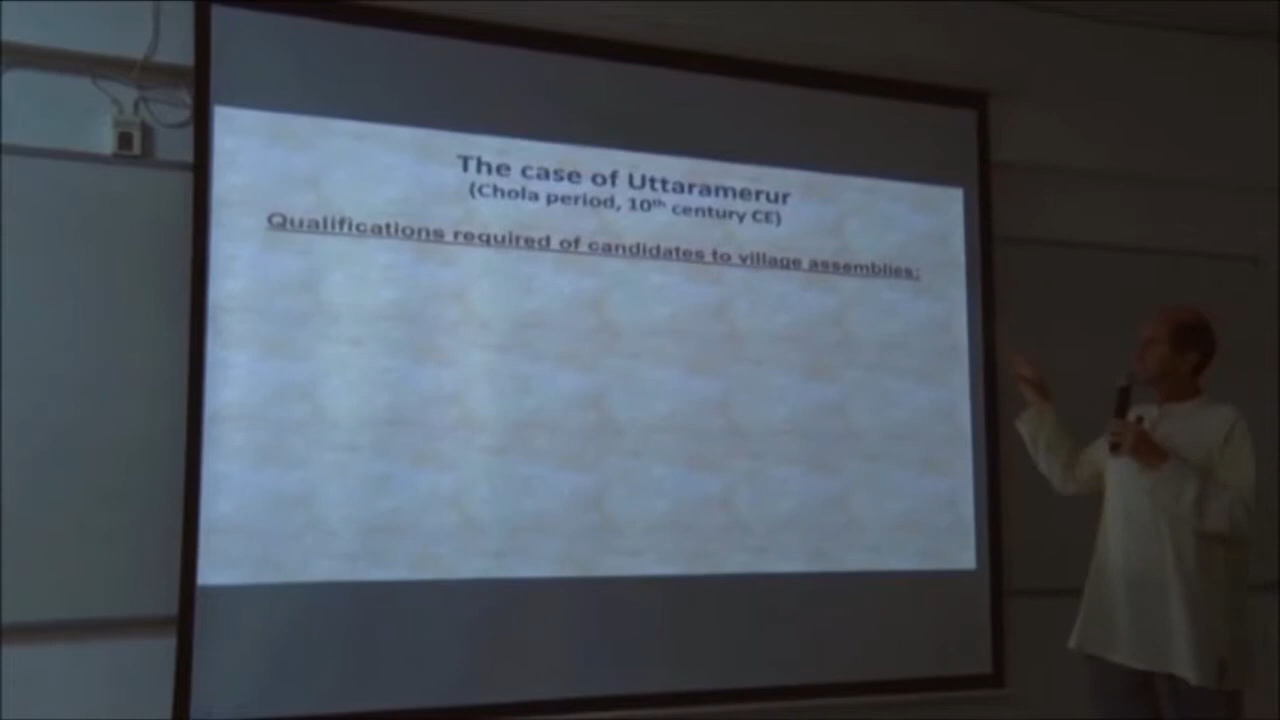 The case of Uttaramerur
(Chola period, 10th century CE)
Qualifications required of candidates to village assemblies: